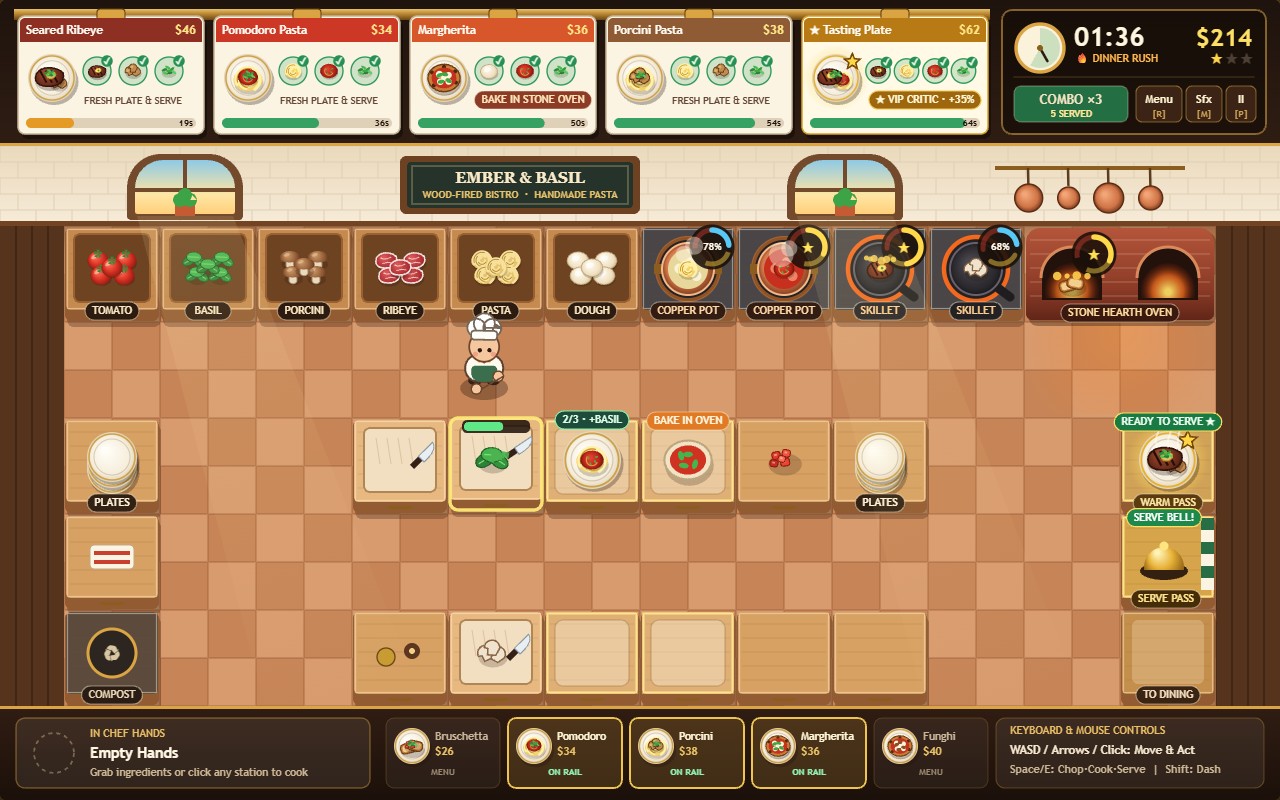 Seared Ribeye $46
FRESH PLATE & SERVE
19s
Pomodoro Pasta $34
FRESH PLATE & SERVE
36s
Margherita $36
BAKE IN STONE OVEN
50s
Porcini Pasta $38
FRESH PLATE & SERVE
54s
★ Tasting Plate $62
★ VIP CRITIC · +35%
64s
01:36
DINNER RUSH
$214
★★★
COMBO ×3
5 SERVED
Menu
[R]
Sfx
[M]
II
[P]
EMBER & BASIL
WOOD-FIRED BISTRO · HANDMADE PASTA
78%
68%
TOMATO
BASIL
PORCINI
RIBEYE
PASTA
DOUGH
COPPER POT
COPPER POT
SKILLET
SKILLET
STONE HEARTH OVEN
2/3 · +BASIL
BAKE IN OVEN
READY TO SERVE ★
PLATES
PLATES
WARM PASS
SERVE BELL!
SERVE PASS
COMPOST
TO DINING
IN CHEF HANDS
Empty Hands
Grab ingredients or click any station to cook
Bruschetta
$26
MENU
Pomodoro
$34
ON RAIL
Porcini
$38
ON RAIL
Margherita
$36
ON RAIL
Funghi
$40
MENU
KEYBOARD & MOUSE CONTROLS
WASD / Arrows / Click: Move & Act
Space/E: Chop·Cook·Serve | Shift: Dash